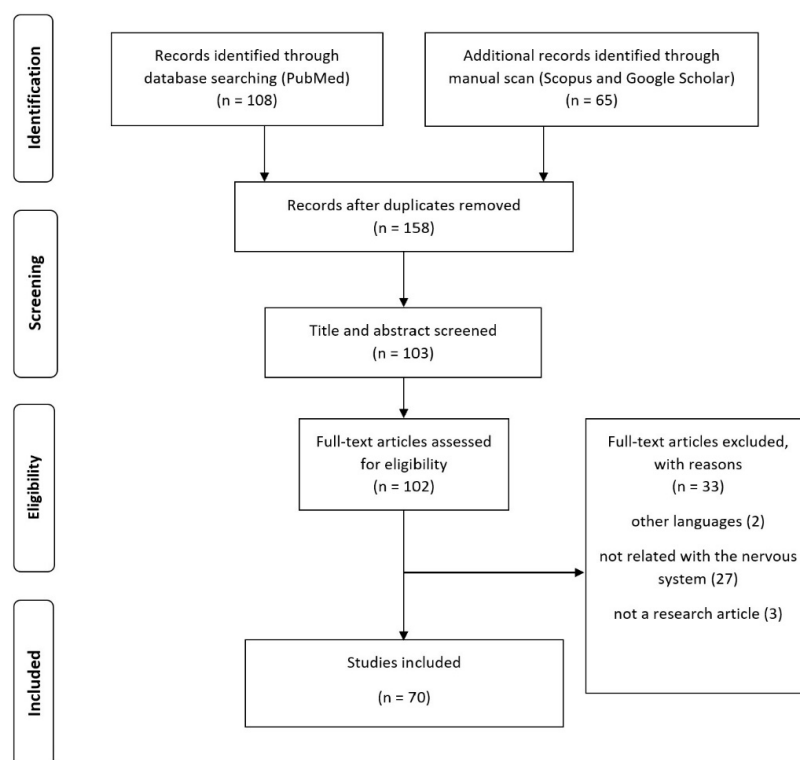 Identification
Records identified through
database searching (PubMed)
(n = 108)
Additional records identified through
manual scan (Scopus and Google Scholar)
(n = 65)
Records after duplicates removed
(n = 158)
Screening
Title and abstract screened
(n = 103)
Eligibility
Full-text articles assessed
for eligibility
(n = 102)
Full-text articles excluded,
with reasons
(n = 33)
other languages (2)
not related with the nervous
system (27)
not a research article (3)
Included
Studies included
(n = 70)